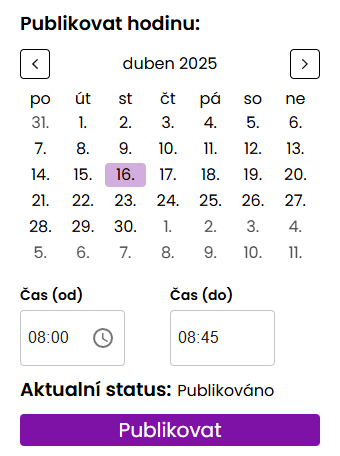 Publikovat hodinu:
duben 2025
po út st čt pá so ne
31. 1. 2. 3. 4. 5. 6.
7. 8. 9. 10. 11. 12. 13.
14. 15. 16. 17. 18. 19. 20.
21. 22. 23. 24. 25. 26. 27.
28. 29. 30. 1. 2. 3. 4.
5. 6. 7. 8. 9. 10. 11.
Čas (od) Čas (do)
08:00 08:45
Aktualní status: Publikováno
Publikovat